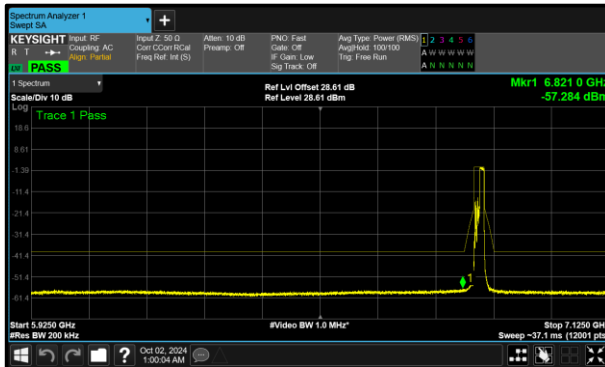 Spectrum Analyzer 1
Swept SA
KEYSIGHT
R T
PASS
Input: RF
Coupling: AC
Align: Partial
Input Z: 50 Ω
Corr CCorr RCal
Freq Ref: Int (S)
Atten: 10 dB
Preamp: Off
PNO: Fast
Gate: Off
IF Gain: Low
Sig Track: Off
Avg Type: Power (RMS)
Avg|Hold: 100/100
Trig: Free Run
1 2 3 4 5 6
A W W W W W
A N N N N N
1 Spectrum
Scale/Div 10 dB
Ref Lvl Offset 28.61 dB
Ref Level 28.61 dBm
Mkr1 6.821 0 GHz
-57.284 dBm
Log
Trace 1 Pass
18.6
8.61
-1.39
-11.4
-21.4
-31.4
-41.4
-51.4
-61.4
1
Start 5.9250 GHz
#Res BW 200 kHz
#Video BW 1.0 MHz*
Stop 7.1250 GHz
Sweep ~37.1 ms (12001 pts)
?
Oct 02, 2024
1:00:04 AM